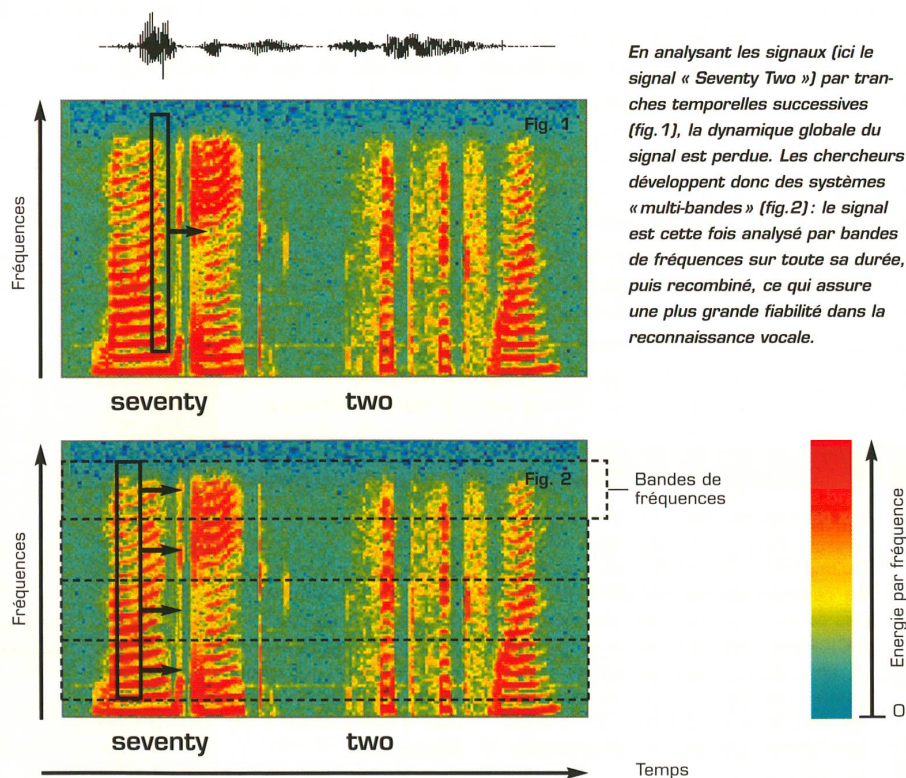 En analysant les signaux (ici le
signal « Seventy Two ») par tran-
ches temporelles successives
(fig.1), la dynamique globale du
signal est perdue. Les chercheurs
développent donc des systèmes
«multi-bandes» (fig.2): le signal
est cette fois analysé par bandes
de fréquences sur toute sa durée,
puis recombiné, ce qui assure
une plus grande fiabilité dans la
reconnaissance vocale.
Fig. 1
Fréquences
seventy
two
Fig. 2
Fréquences
Bandes de
fréquences
seventy
two
Temps
Energie par fréquence
0